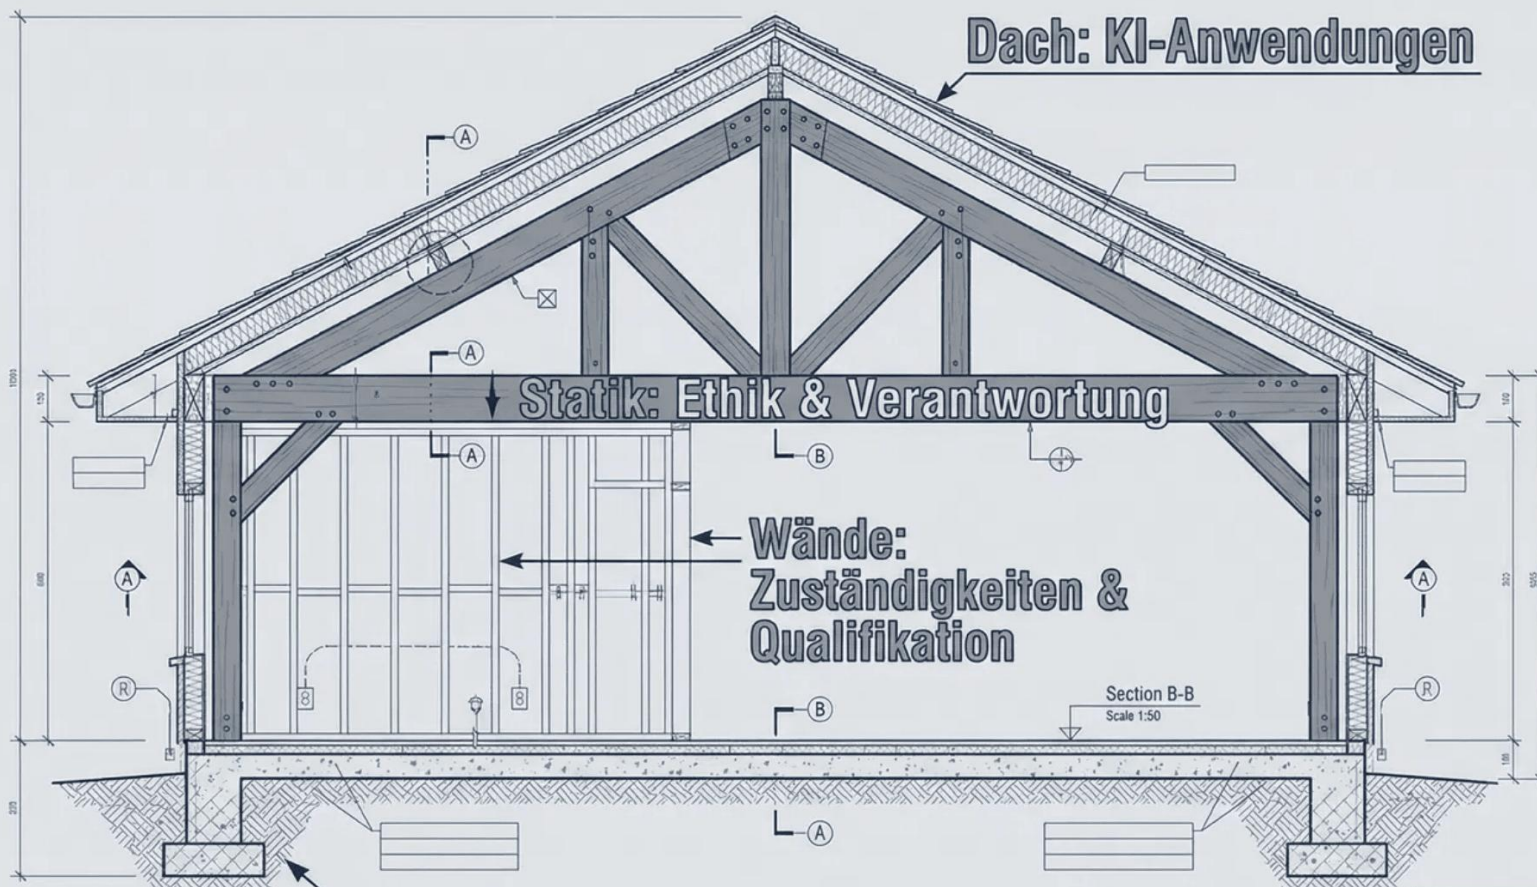 Dach: KI-Anwendungen
A
A
Statik: Ethik & Verantwortung
A
B
Wände:
Zuständigkeiten &
Qualifikation
A
A
R
R
B
Section B-B
Scale 1:50
A